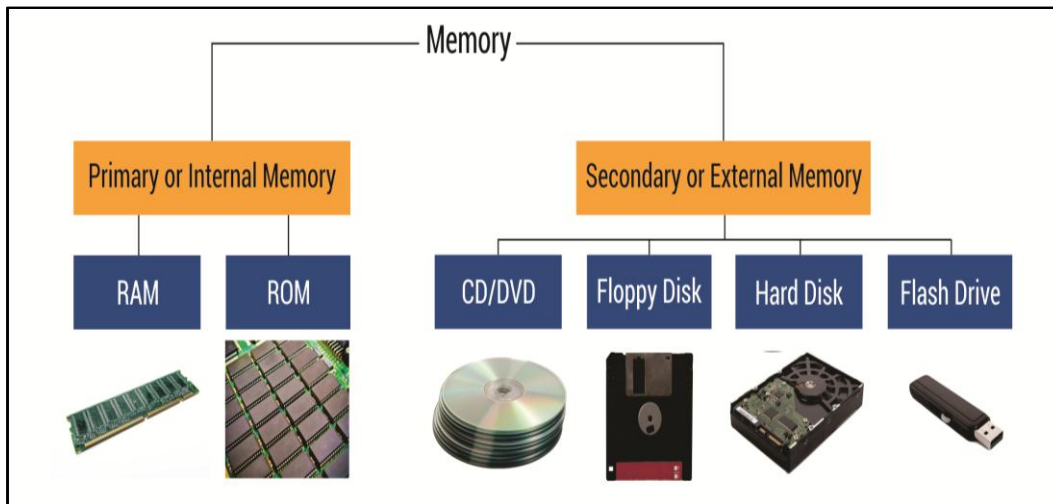 Memory
Primary or Internal Memory
Secondary or External Memory
RAM
ROM
CD/DVD
Floppy Disk
Hard Disk
Flash Drive